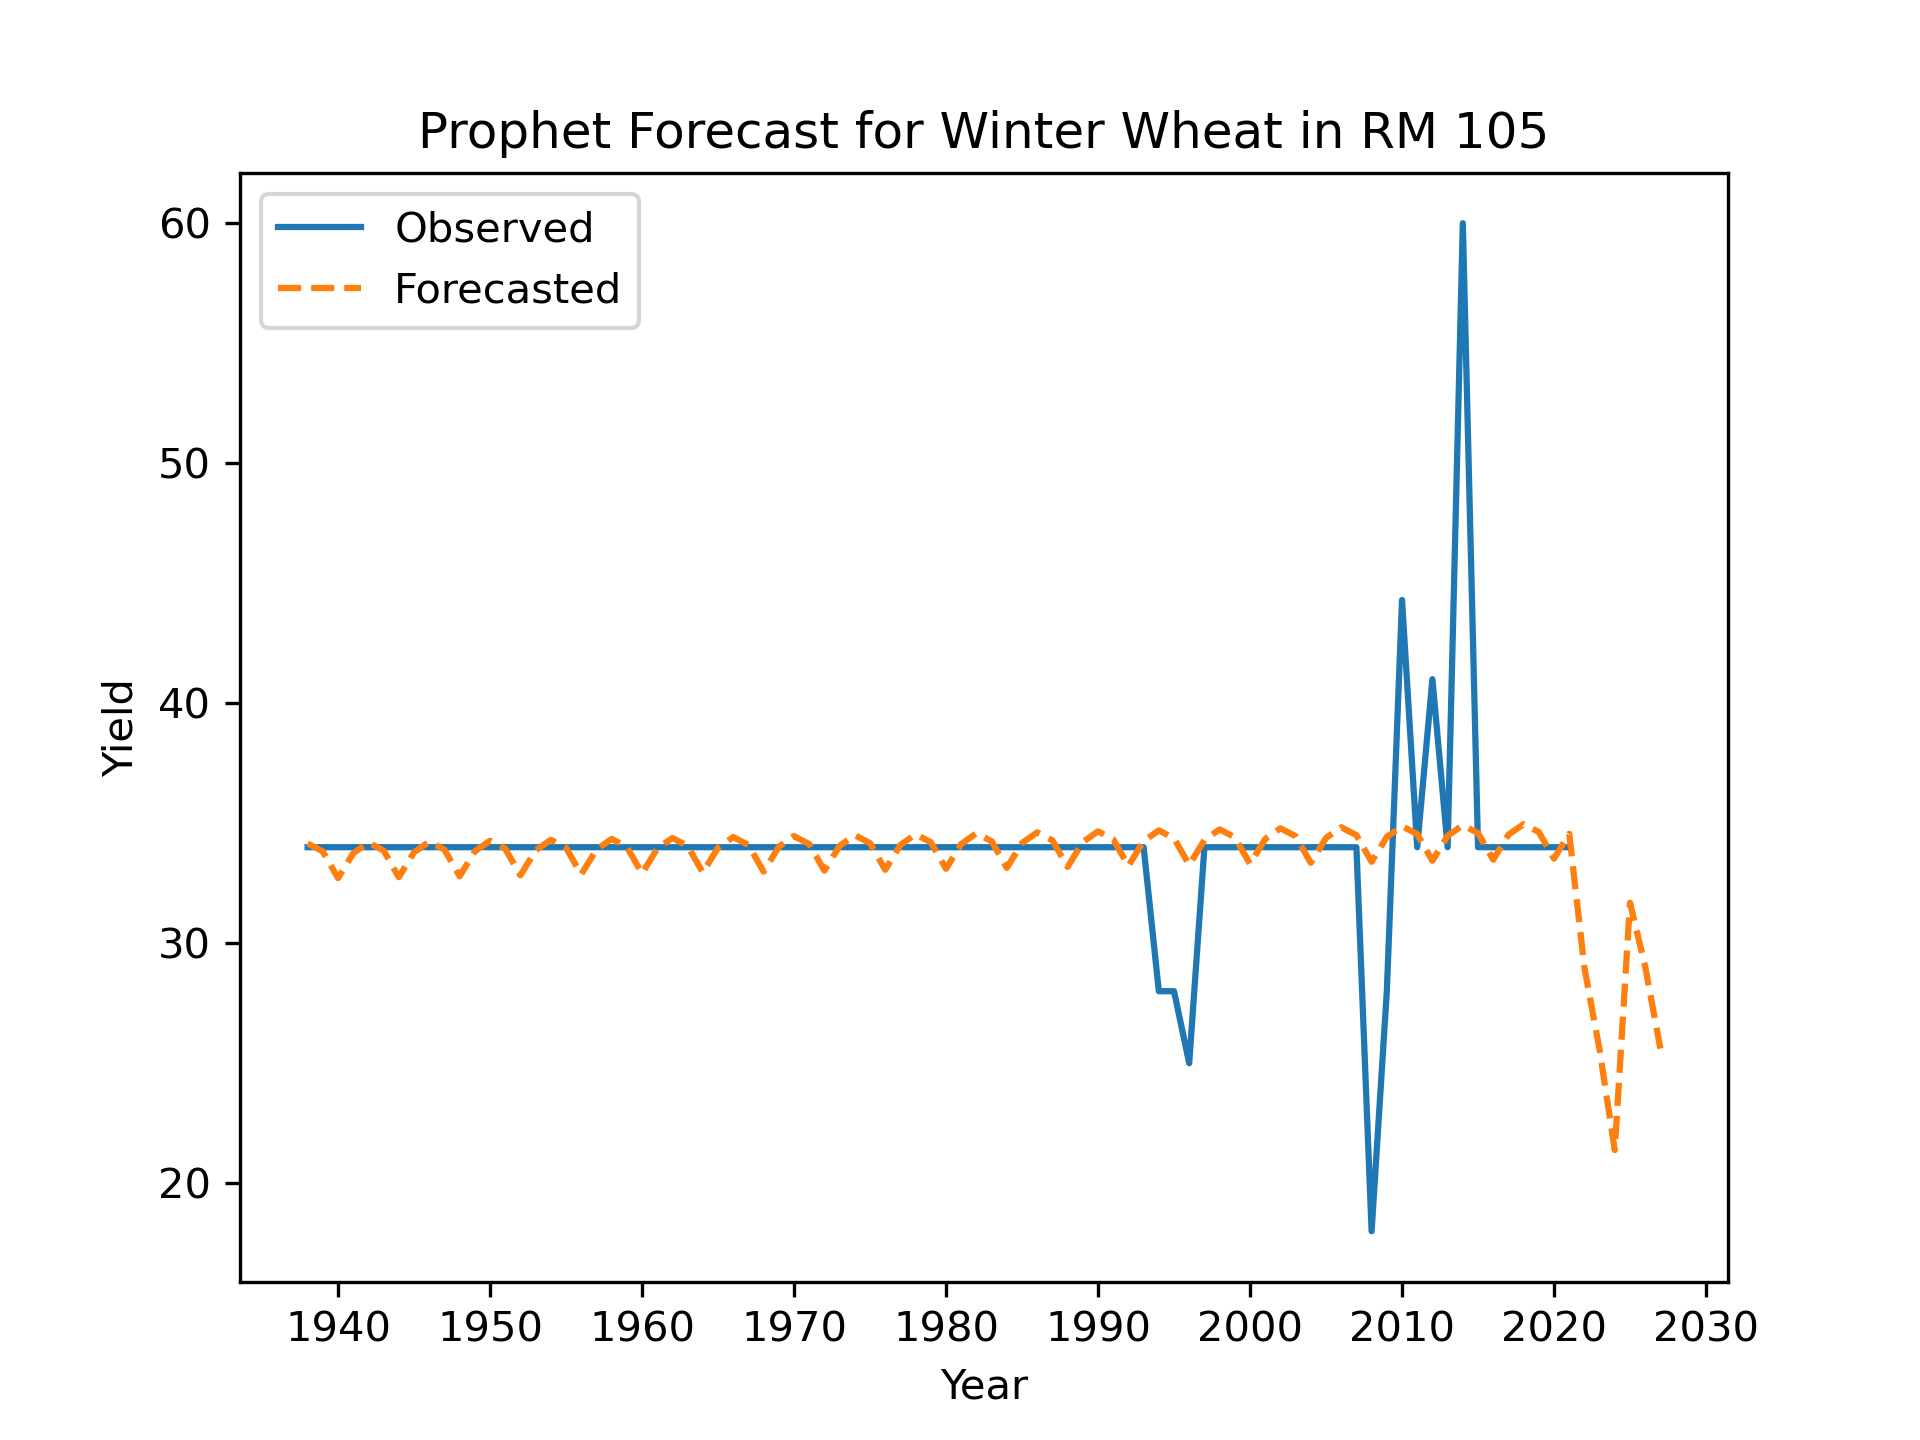 Prophet Forecast for Winter Wheat in RM 105
Observed
Forecasted
60
50
40
30
20
Yield
1940 1950 1960 1970 1980 1990 2000 2010 2020 2030
Year